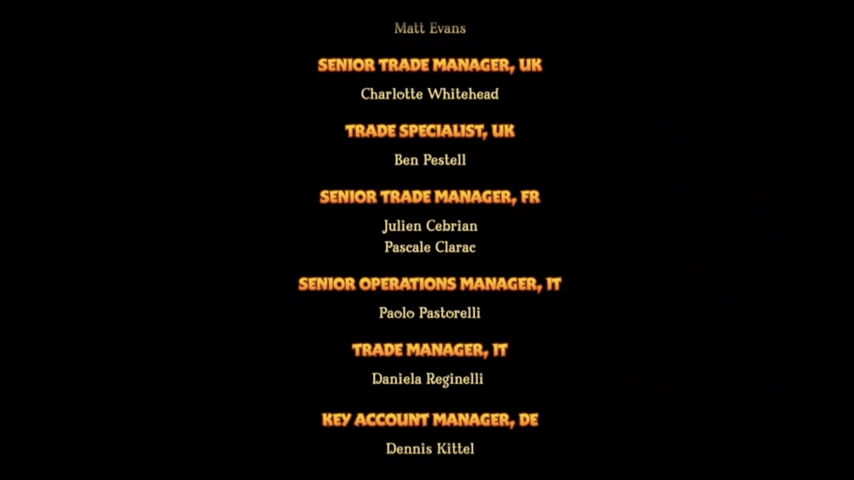 Matt Evans
SENIOR TRADE MANAGER, UK
Charlotte Whitehead
TRADE SPECIALIST, UK
Ben Pestell
SENIOR TRADE MANAGER, FR
Julien Cebrian
Pascale Clarac
SENIOR OPERATIONS MANAGER, IT
Paolo Pastorelli
TRADE MANAGER, IT
Daniela Reginelli
KEY ACCOUNT MANAGER, DE
Dennis Kittel